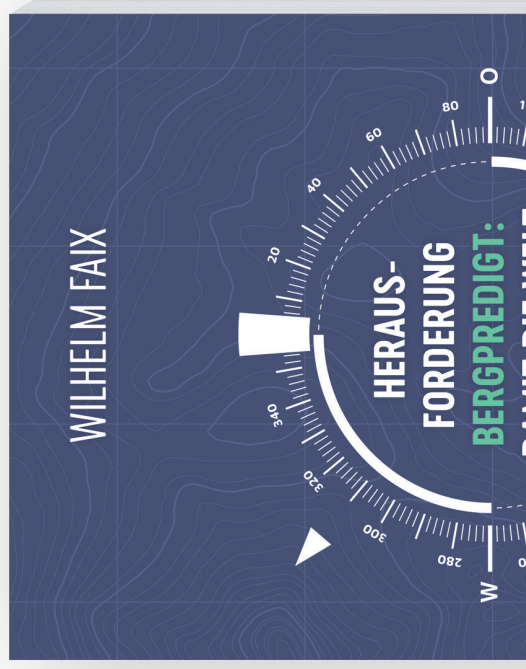 WILHELM FAIX
HERAUS-
FORDERUNG
BERGPREDIGT:
20
40
60
80
O
340
320
300
280
W